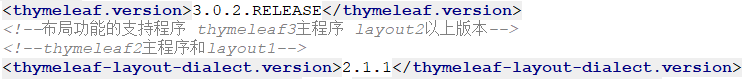 <thymeleaf.version>3.0.2.RELEASE</thymeleaf.version>
<!--布局功能的支持程序 thymeleaf3主程序 layout2以上版本-->
<!--thymeleaf2主程序和layout1-->
<thymeleaf-layout-dialect.version>2.1.1</thymeleaf-layout-dialect.version>